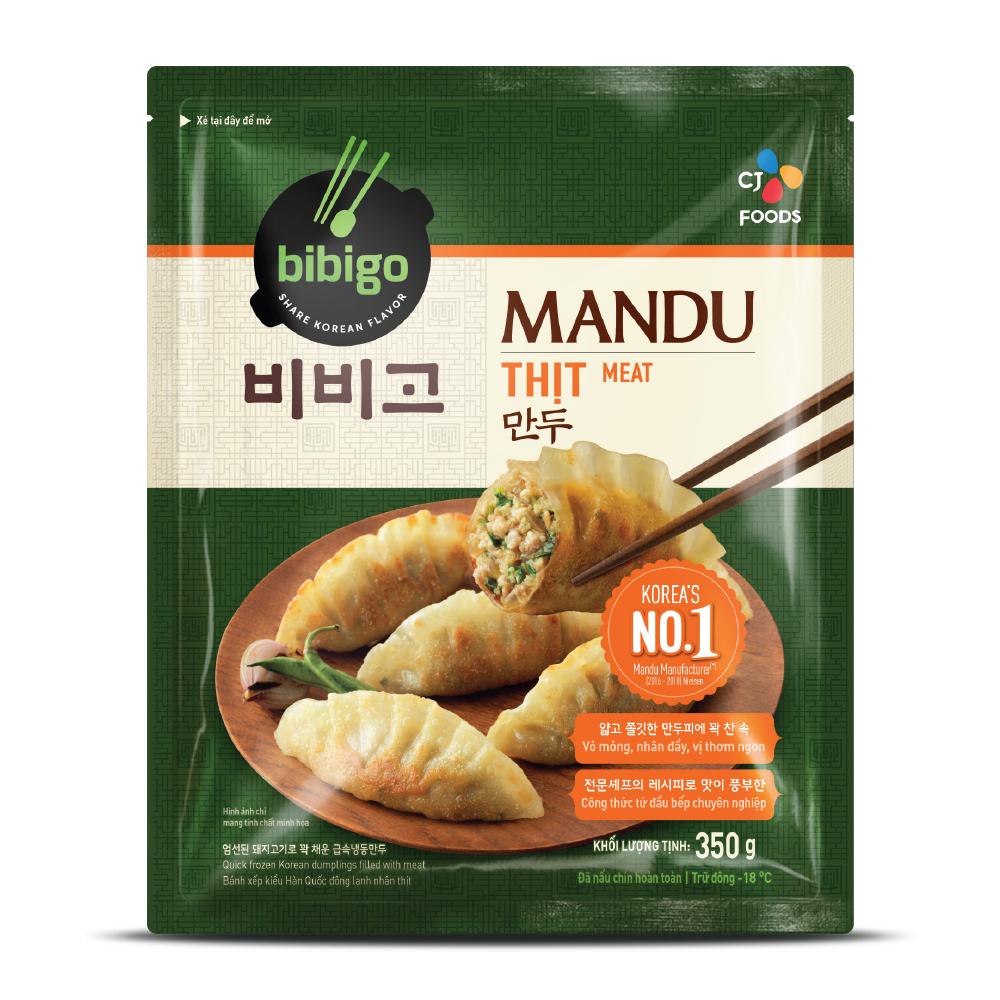 Xé tại đây để mở
CJ
FOODS
bibigo
SHARE KOREAN FLAVOR
비비고
MANDU
THỊT MEAT
만두
KOREA'S
NO.1
Mandu Manufacturer(*)
(2016 - 2018) Nielsen
얇고 쫄깃한 만두피에 꽉 찬 속
Vỏ mỏng, nhân đầy, vị thơm ngon
전문셰프의 레시피로 맛이 풍부한
Công thức từ đầu bếp chuyên nghiệp
Hình ảnh chỉ
mang tính chất minh họa
엄선된 돼지고기로 꽉 채운 급속냉동만두
Quick frozen Korean dumplings filled with meat
Bánh xếp kiểu Hàn Quốc đông lạnh nhân thịt
KHỐI LƯỢNG TỊNH: 350 g
Đã nấu chín hoàn toàn | Trữ đông -18 °C